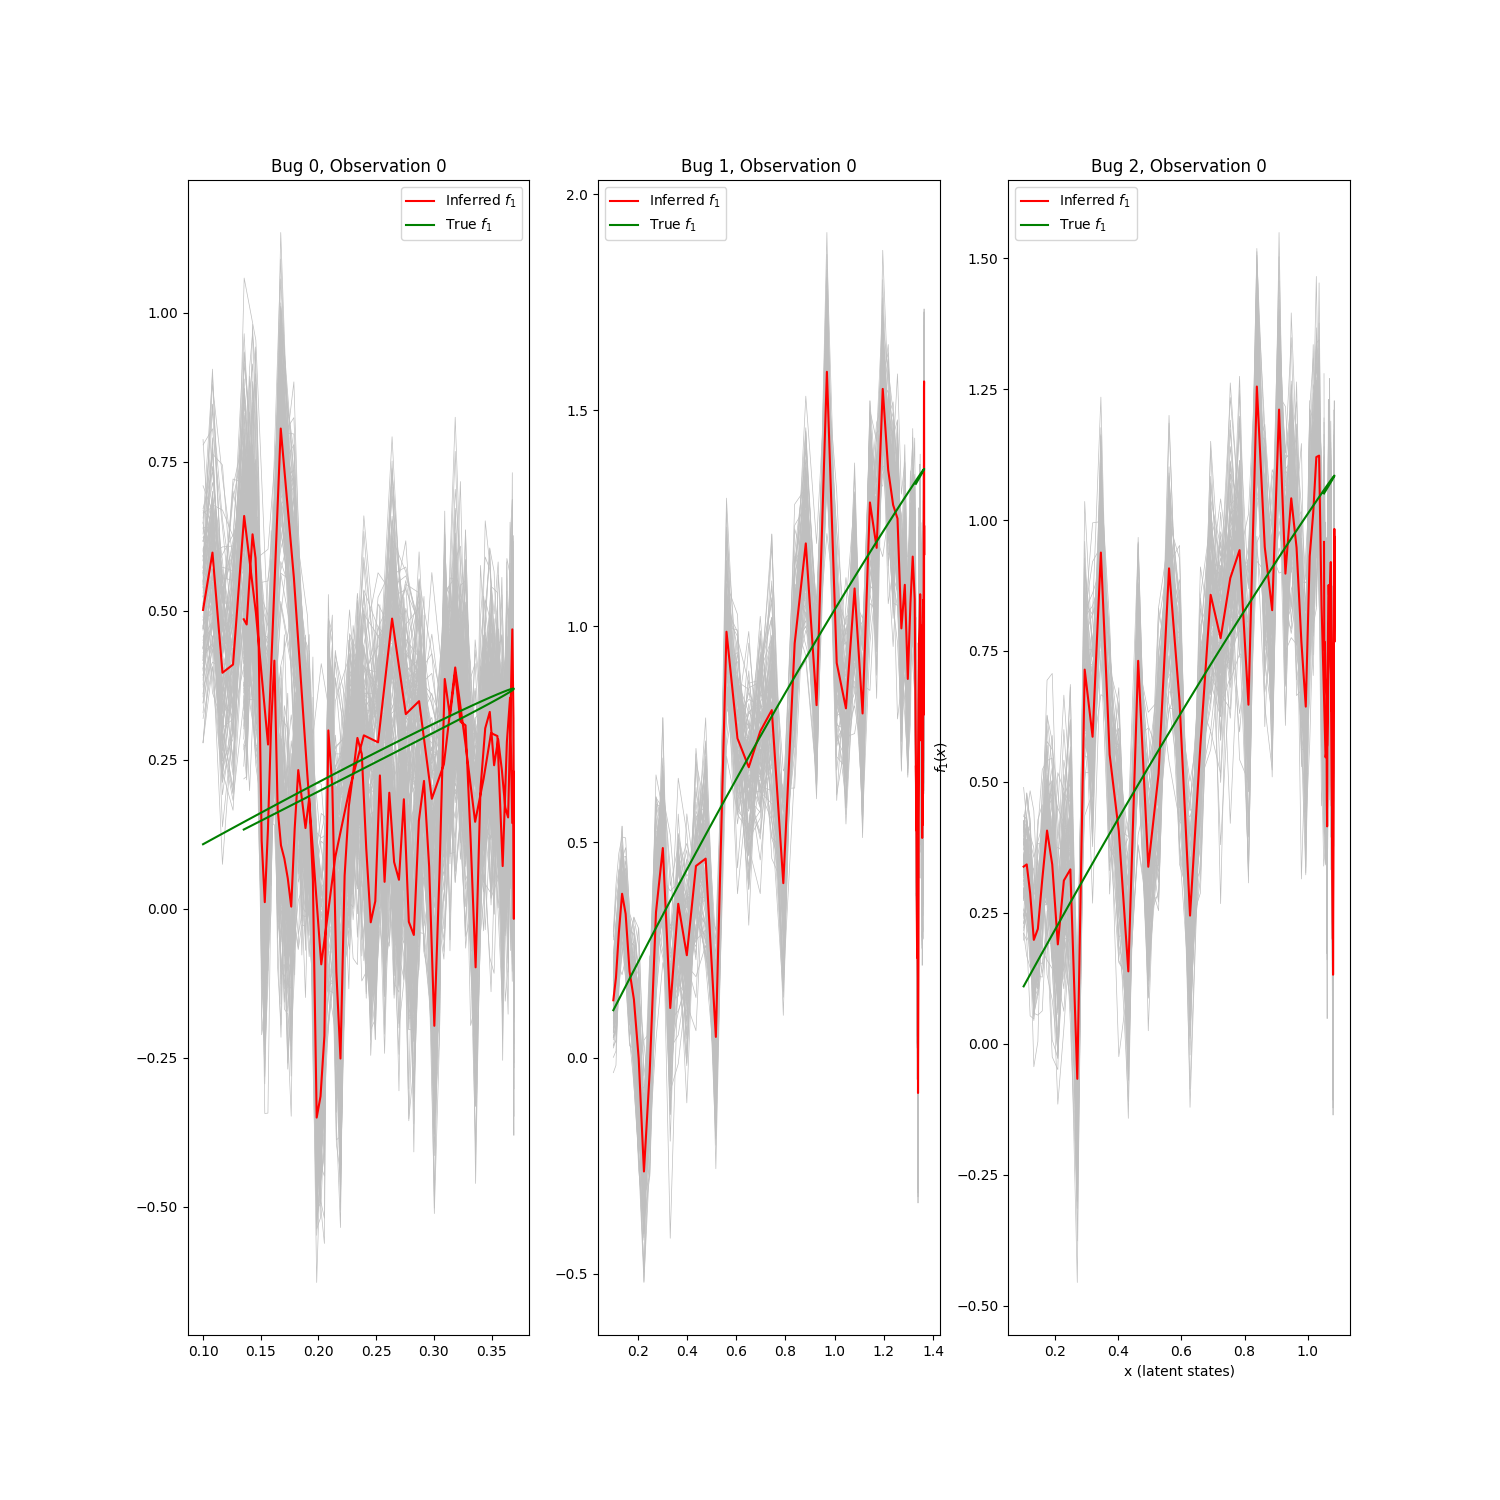 Bug 0, Observation 0
Inferred f₁
True f₁
1.00
0.75
0.50
0.25
0.00
−0.25
−0.50
0.10 0.15 0.20 0.25 0.30 0.35
Bug 1, Observation 0
Inferred f₁
True f₁
2.0
1.5
1.0
0.5
0.0
−0.5
0.2 0.4 0.6 0.8 1.0 1.2 1.4
Bug 2, Observation 0
Inferred f₁
True f₁
f₁(x)
1.50
1.25
1.00
0.75
0.50
0.25
0.00
−0.25
−0.50
0.2 0.4 0.6 0.8 1.0
x (latent states)